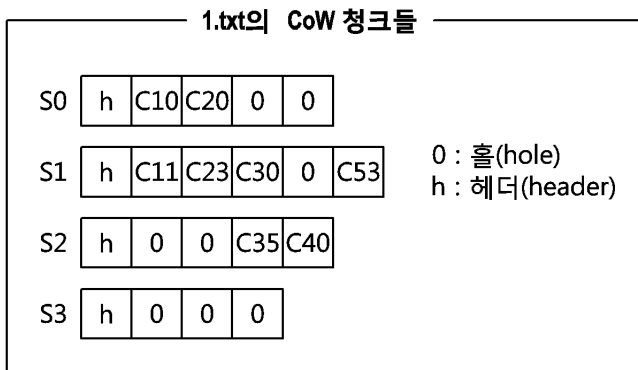 1.txt의 CoW 청크들
S0 h C10 C20 0 0
S1 h C11 C23 C30 0 C53
0 : 홀(hole)
h : 헤더(header)
S2 h 0 0 C35 C40
S3 h 0 0 0